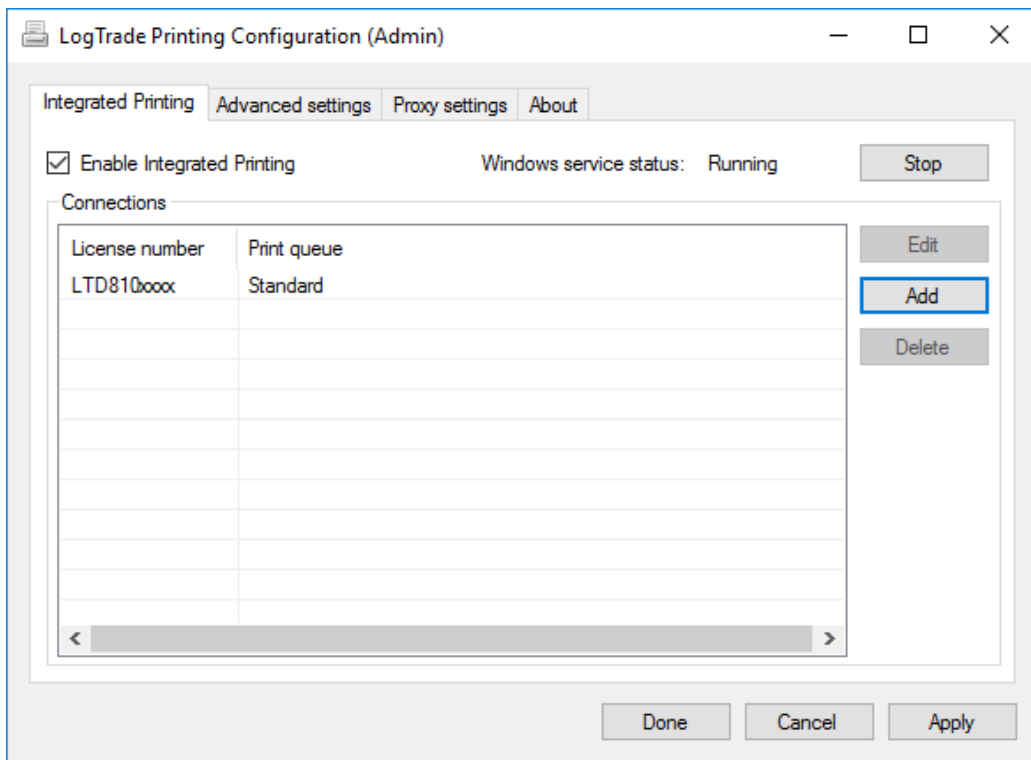 LogTrade Printing Configuration (Admin)
Integrated Printing Advanced settings Proxy settings About
Enable Integrated Printing Windows service status: Running Stop
Connections
License number Print queue Edit
LTD810xxxx Standard Add
Delete
Done Cancel Apply